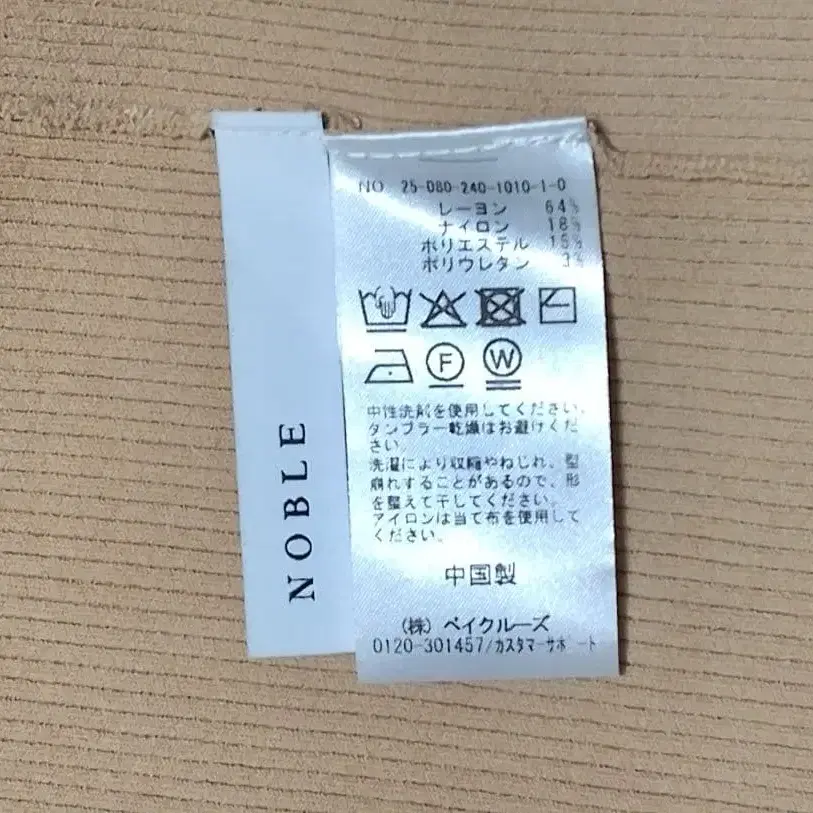 NOBLE
NO 25-080-240-1010-1-0
レーヨン 64%
ナイロン 18%
ポリエステル 15%
ポリウレタン 3%
F
W
中性洗剤を使用してください。
タンブラー乾燥はお避けくだ
さい。
洗濯により収縮やねじれ、型
崩れすることがあるので、形
を整えて干してください。
アイロンは当て布を使用して
ください。
中国製
(株) ベイクルーズ
0120-301457/カスタマーサポート